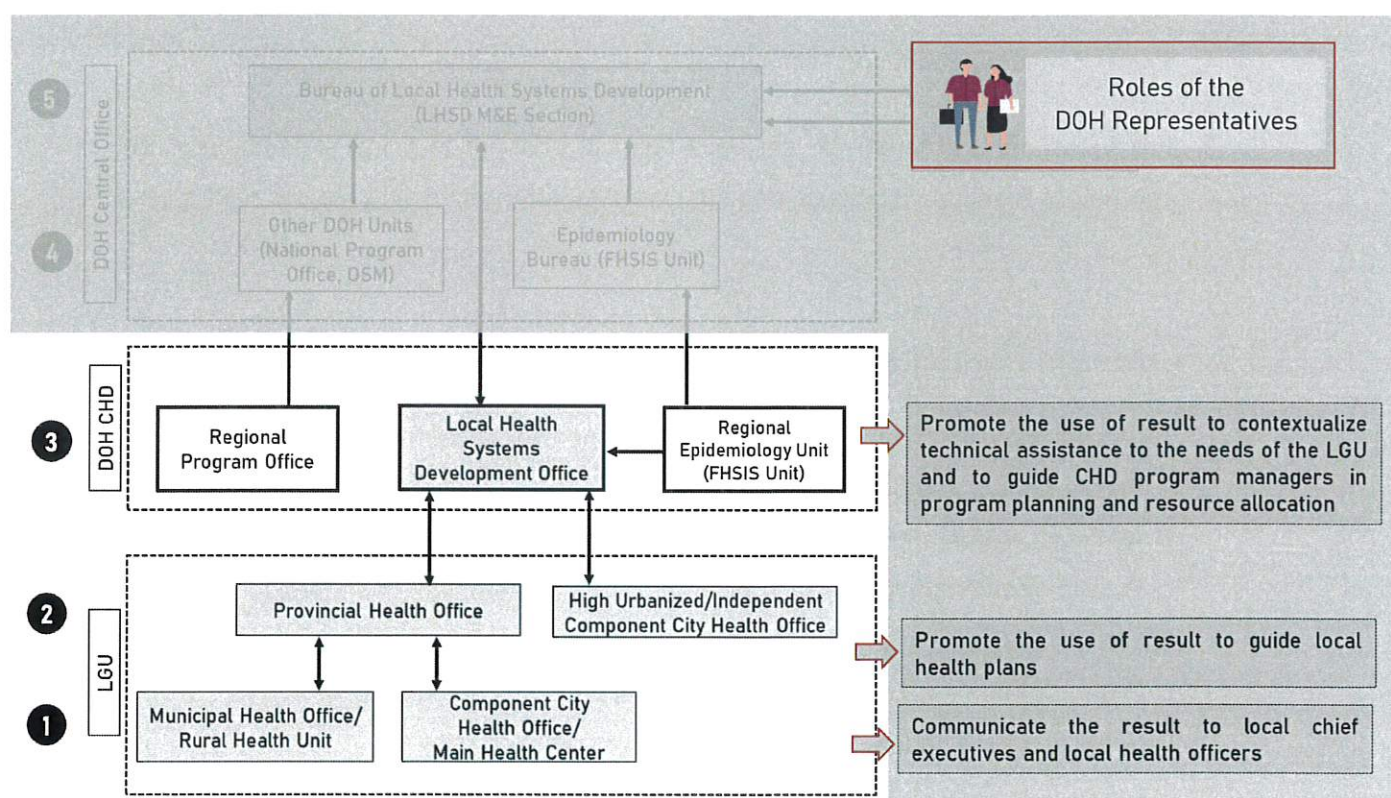 Roles of the
DOH Representatives
5
DOH Central Office
Bureau of Local Health Systems Development
(LHSD M&E Section)
4
Other DOH Units
(National Program
Office, OSM)
Epidemiology
Bureau (FHSIS Unit)
3
DOH CHD
Regional
Program Office
Local Health
Systems
Development Office
Regional
Epidemiology Unit
(FHSIS Unit)
Promote the use of result to contextualize
technical assistance to the needs of the LGU
and to guide CHD program managers in
program planning and resource allocation
2
LGU
Provincial Health Office
High Urbanized/Independent
Component City Health Office
Promote the use of result to guide local
health plans
1
Municipal Health Office/
Rural Health Unit
Component City
Health Office/
Main Health Center
Communicate the result to local chief
executives and local health officers